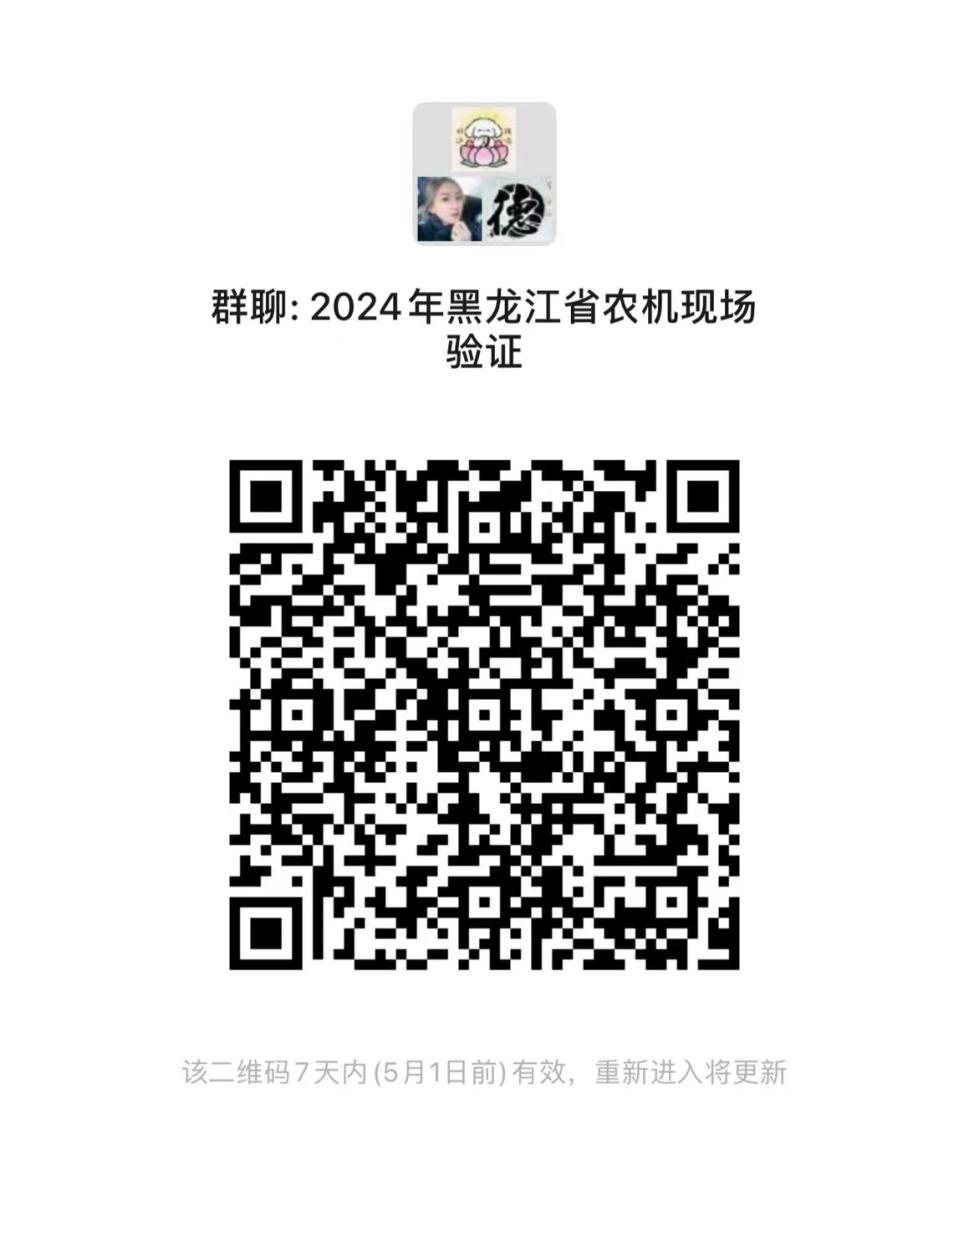 德
群聊: 2024年黑龙江省农机现场
验证
该二维码7天内(5月1日前)有效，重新进入将更新